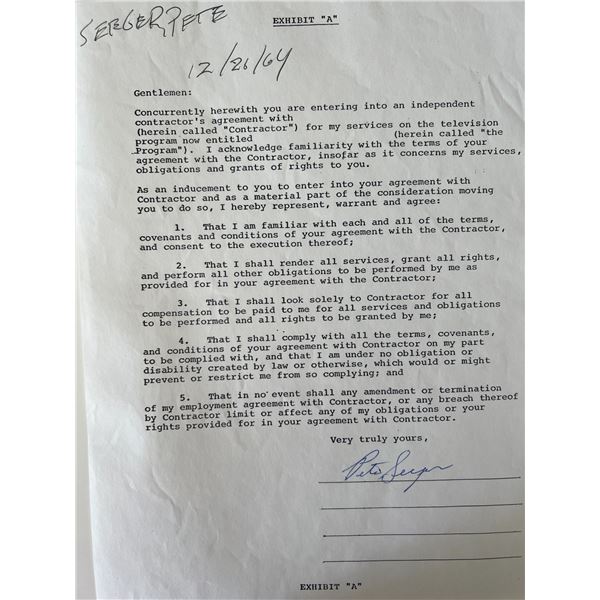 EXHIBIT "A"
SEEGER, PETE
12/26/64
Gentlemen:
Concurrently herewith you are entering into an independent
contractor's agreement with
(herein called "Contractor") for my services on the television
program now entitled (herein called "the
Program"). I acknowledge familiarity with the terms of your
agreement with the Contractor, insofar as it concerns my services,
obligations and grants of rights to you.
As an inducement to you to enter into your agreement with
Contractor and as a material part of the consideration moving
you to do so, I hereby represent, warrant and agree:
1. That I am familiar with each and all of the terms,
covenants and conditions of your agreement with the Contractor,
and consent to the execution thereof;
2. That I shall render all services, grant all rights,
and perform all other obligations to be performed by me as
provided for in your agreement with the Contractor;
3. That I shall look solely to Contractor for all
compensation to be paid to me for all services and obligations
to be performed and all rights to be granted by me;
4. That I shall comply with all the terms, covenants,
and conditions of your agreement with Contractor on my part
to be complied with, and that I am under no obligation or
disability created by law or otherwise, which would or might
prevent or restrict me from so complying; and
5. That in no event shall any amendment or termination
of my employment agreement with Contractor, or any breach thereof
by Contractor limit or affect any of my obligations or your
rights provided for in your agreement with Contractor.
Very truly yours,
Pete Seeger
EXHIBIT "A"